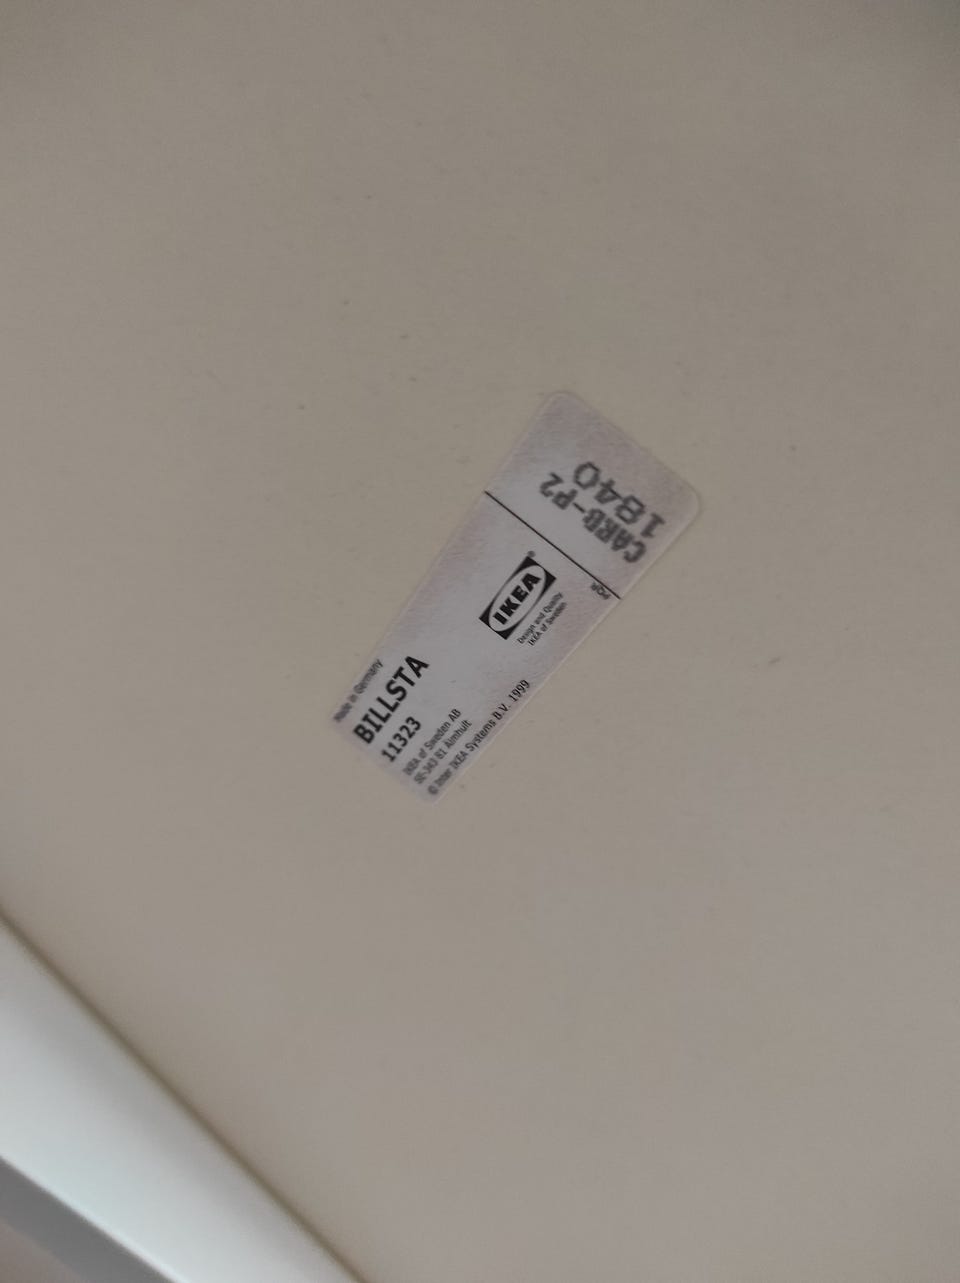 Made in Germany
BILLSTA
11323
IKEA of Sweden AB
SE-343 81 Älmhult
© Inter IKEA Systems B.V. 1999
IKEA®
Design and Quality
IKEA of Sweden
PQR
CARB-P2
1840